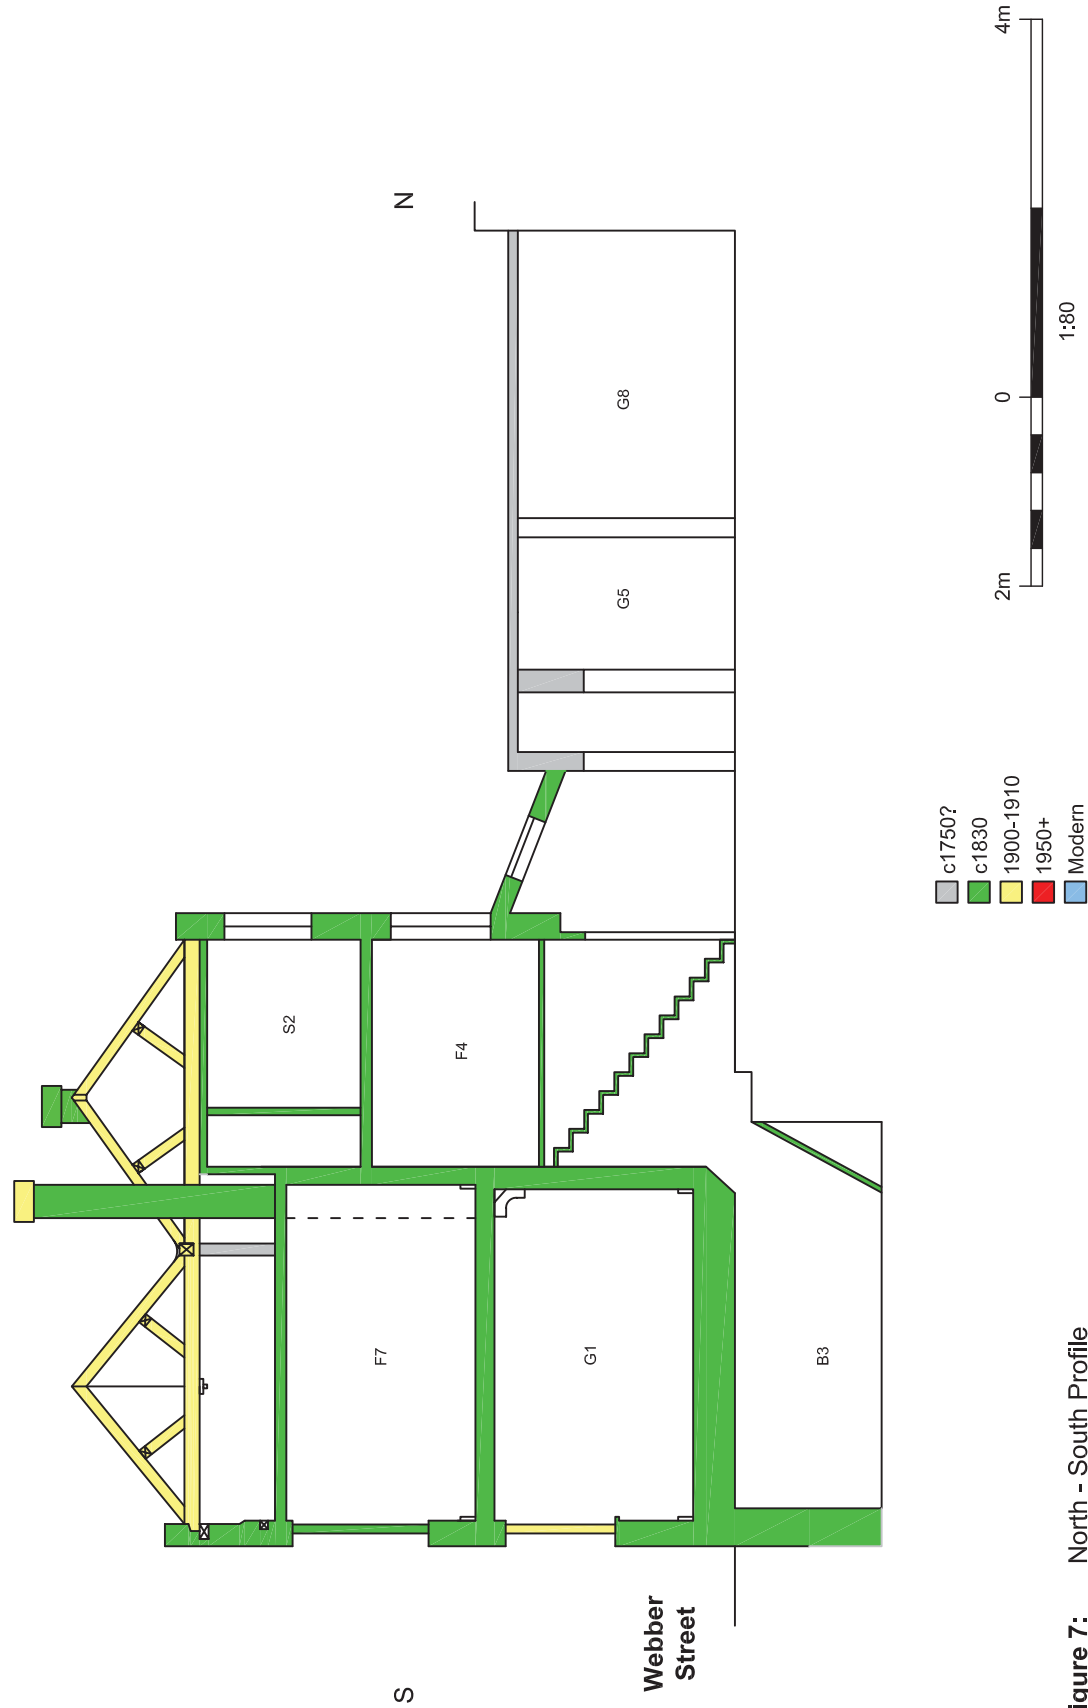 N
S
S2
F4
F7
G1
B3
G5
G8
Webber
Street
c1750?
c1830
1900-1910
1950+
Modern
2m
0
4m
1:80
igure 7: North - South Profile